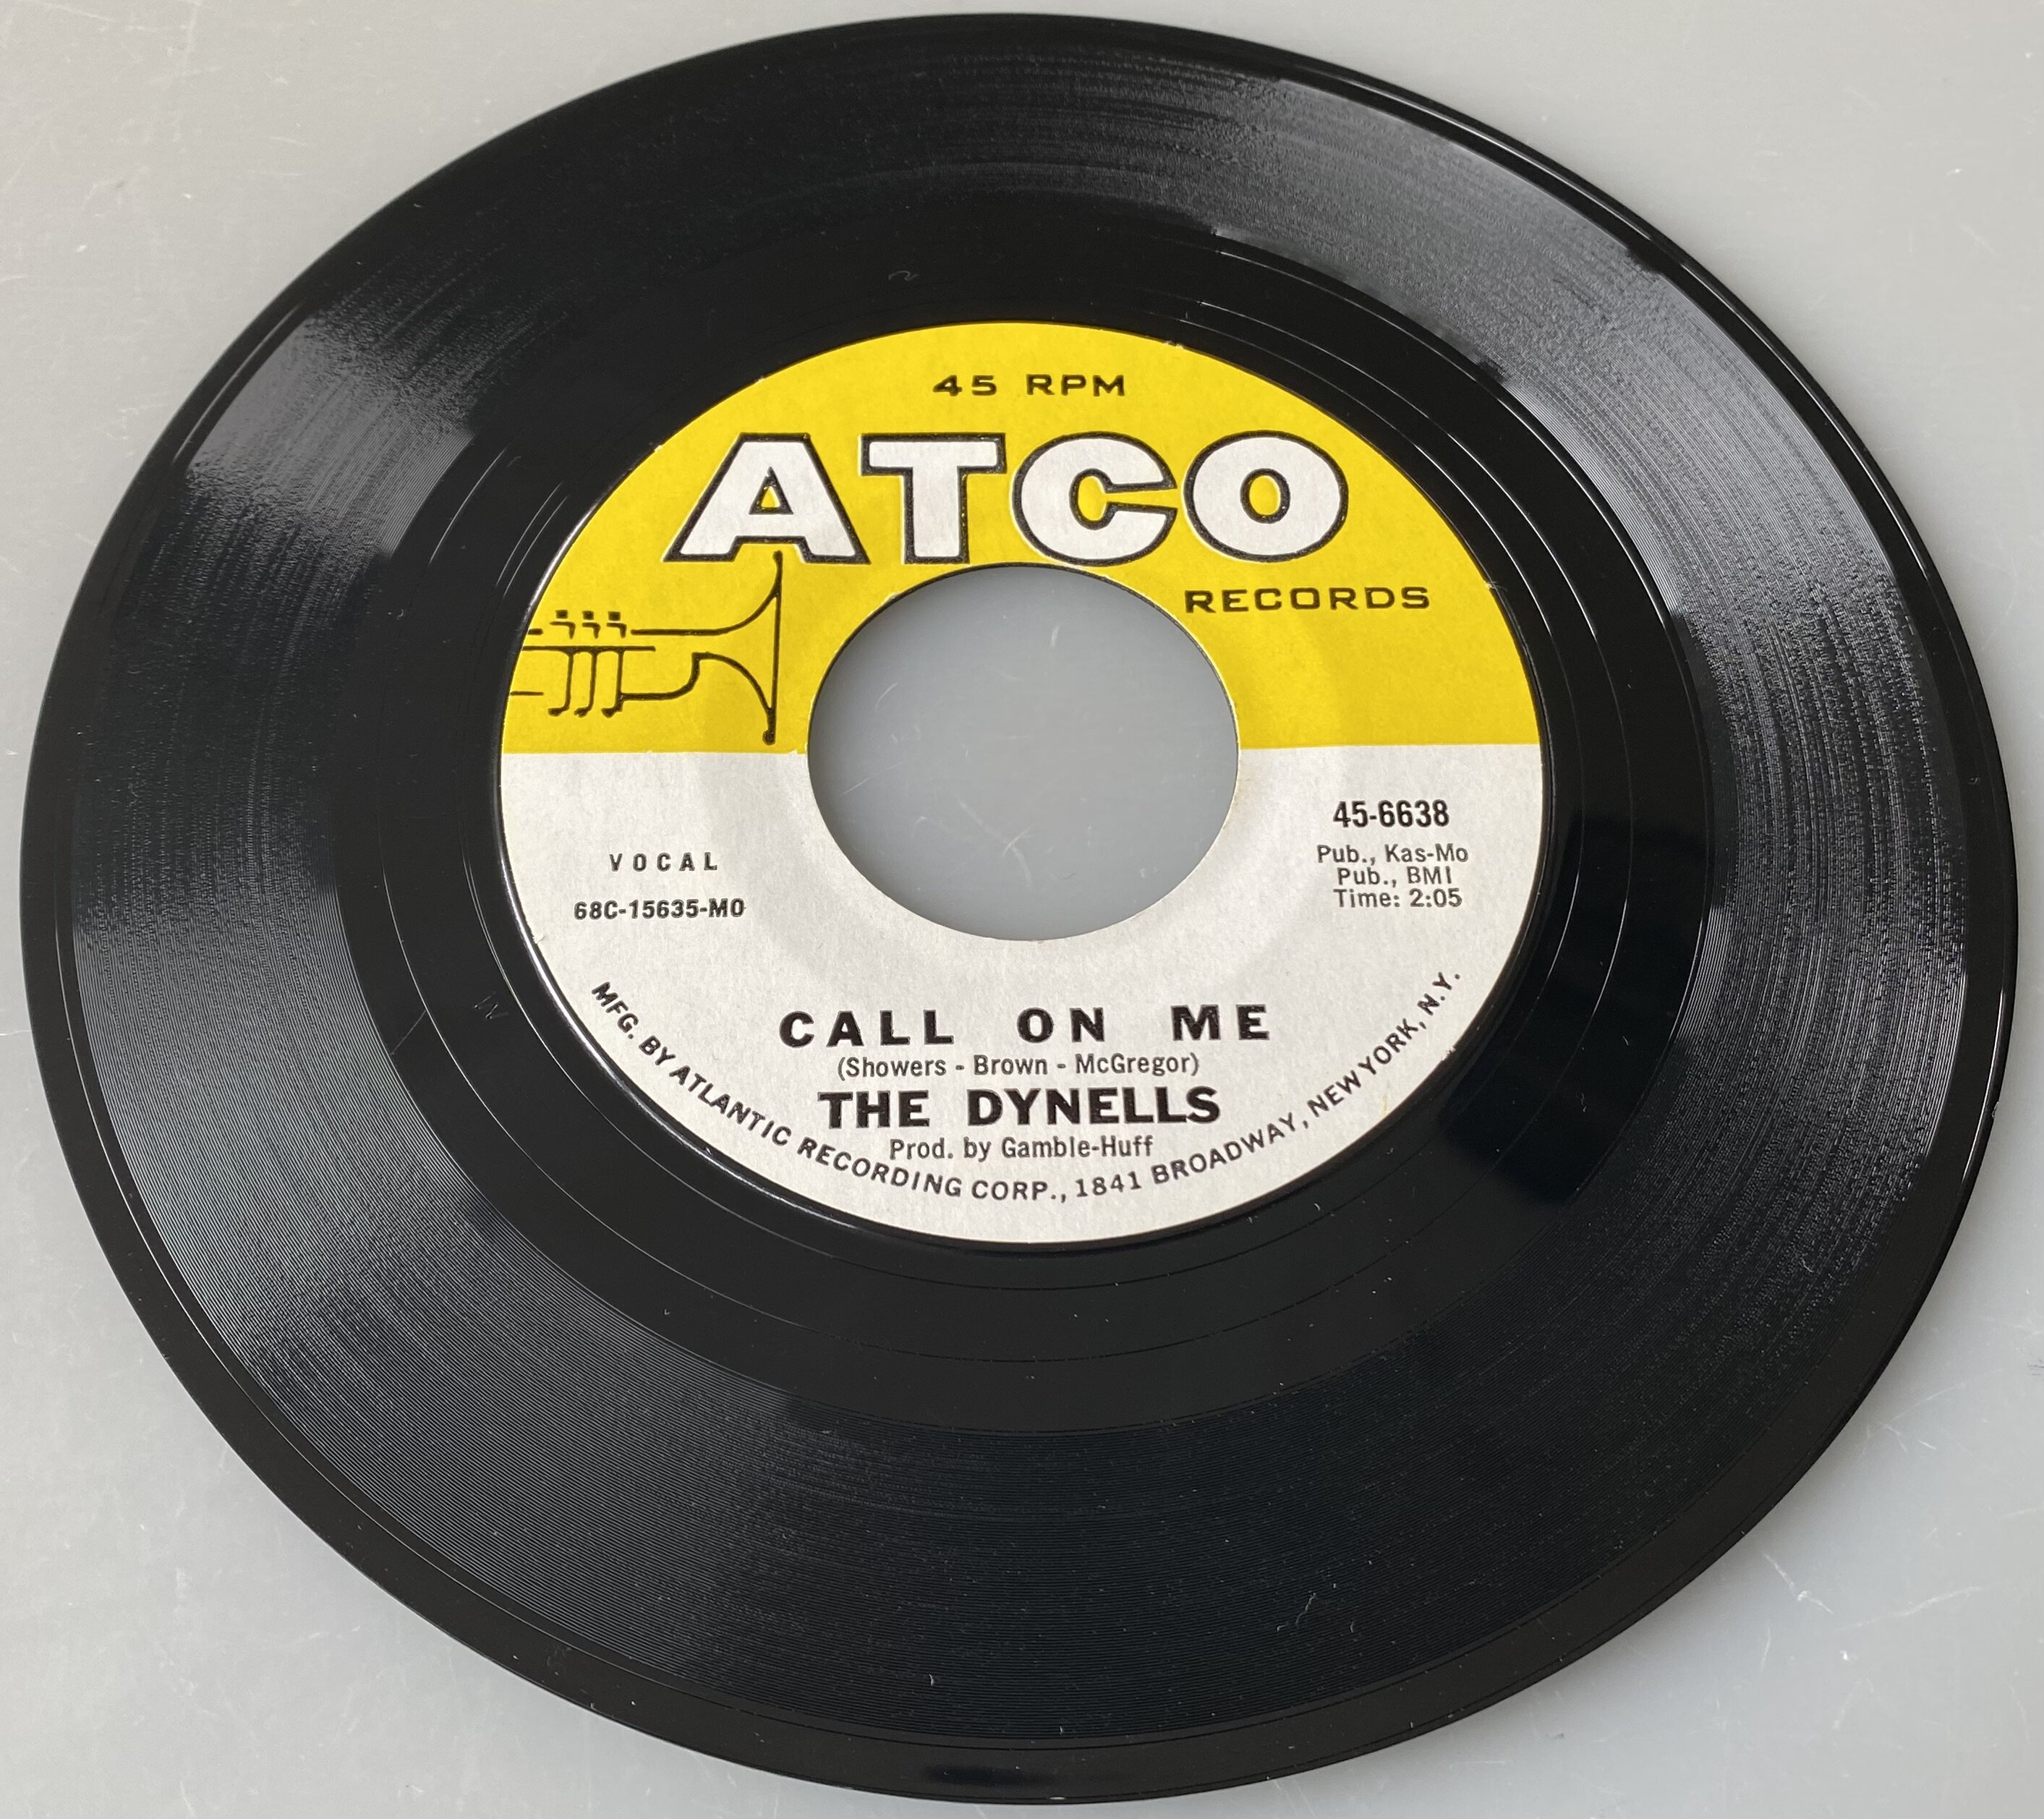 45 RPM
ATCO
RECORDS
45-6638
Pub., Kas-Mo
Pub., BMI
Time: 2:05
VOCAL
68C-15635-MO
CALL ON ME
(Showers - Brown - McGregor)
THE DYNELLS
Prod. by Gamble-Huff
MFG. BY ATLANTIC RECORDING CORP., 1841 BROADWAY, NEW YORK, N.Y.